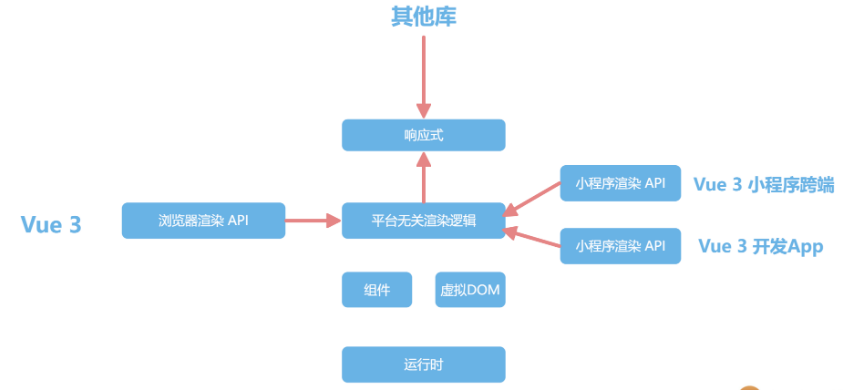 其他库
响应式
小程序渲染 API
Vue 3 小程序跨端
Vue 3
浏览器渲染 API
平台无关渲染逻辑
小程序渲染 API
Vue 3 开发App
组件
虚拟DOM
运行时